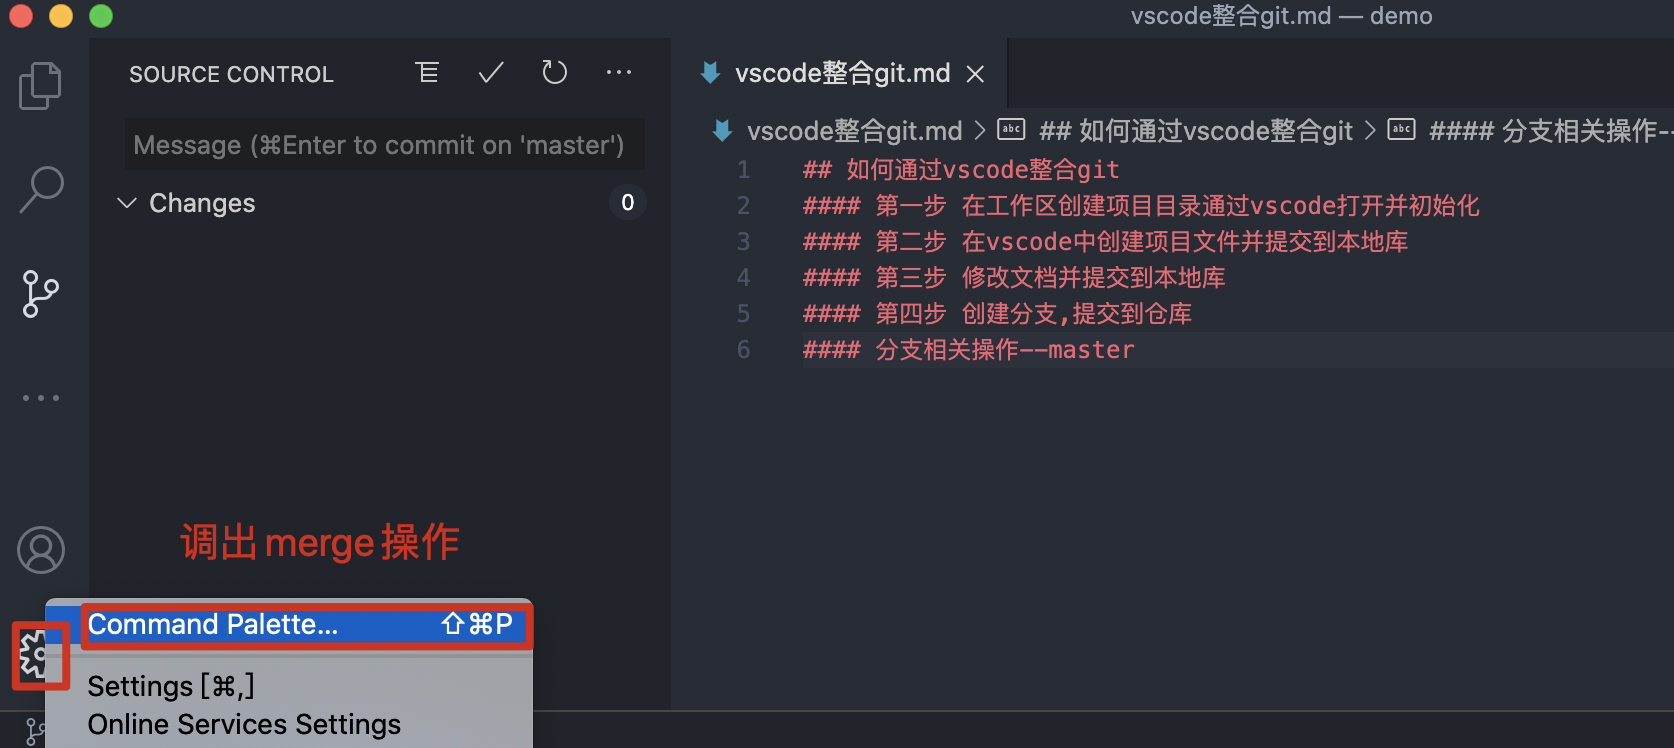 vscode整合git.md — demo
SOURCE CONTROL
vscode整合git.md
Message (⌘Enter to commit on 'master')
Changes
0
vscode整合git.md > ## 如何通过vscode整合git > #### 分支相关操作--
1 ## 如何通过vscode整合git
2 #### 第一步 在工作区创建项目目录通过vscode打开并初始化
3 #### 第二步 在vscode中创建项目文件并提交到本地库
4 #### 第三步 修改文档并提交到本地库
5 #### 第四步 创建分支,提交到仓库
6 #### 分支相关操作--master
调出merge操作
Command Palette... ⇧⌘P
Settings [⌘,]
Online Services Settings